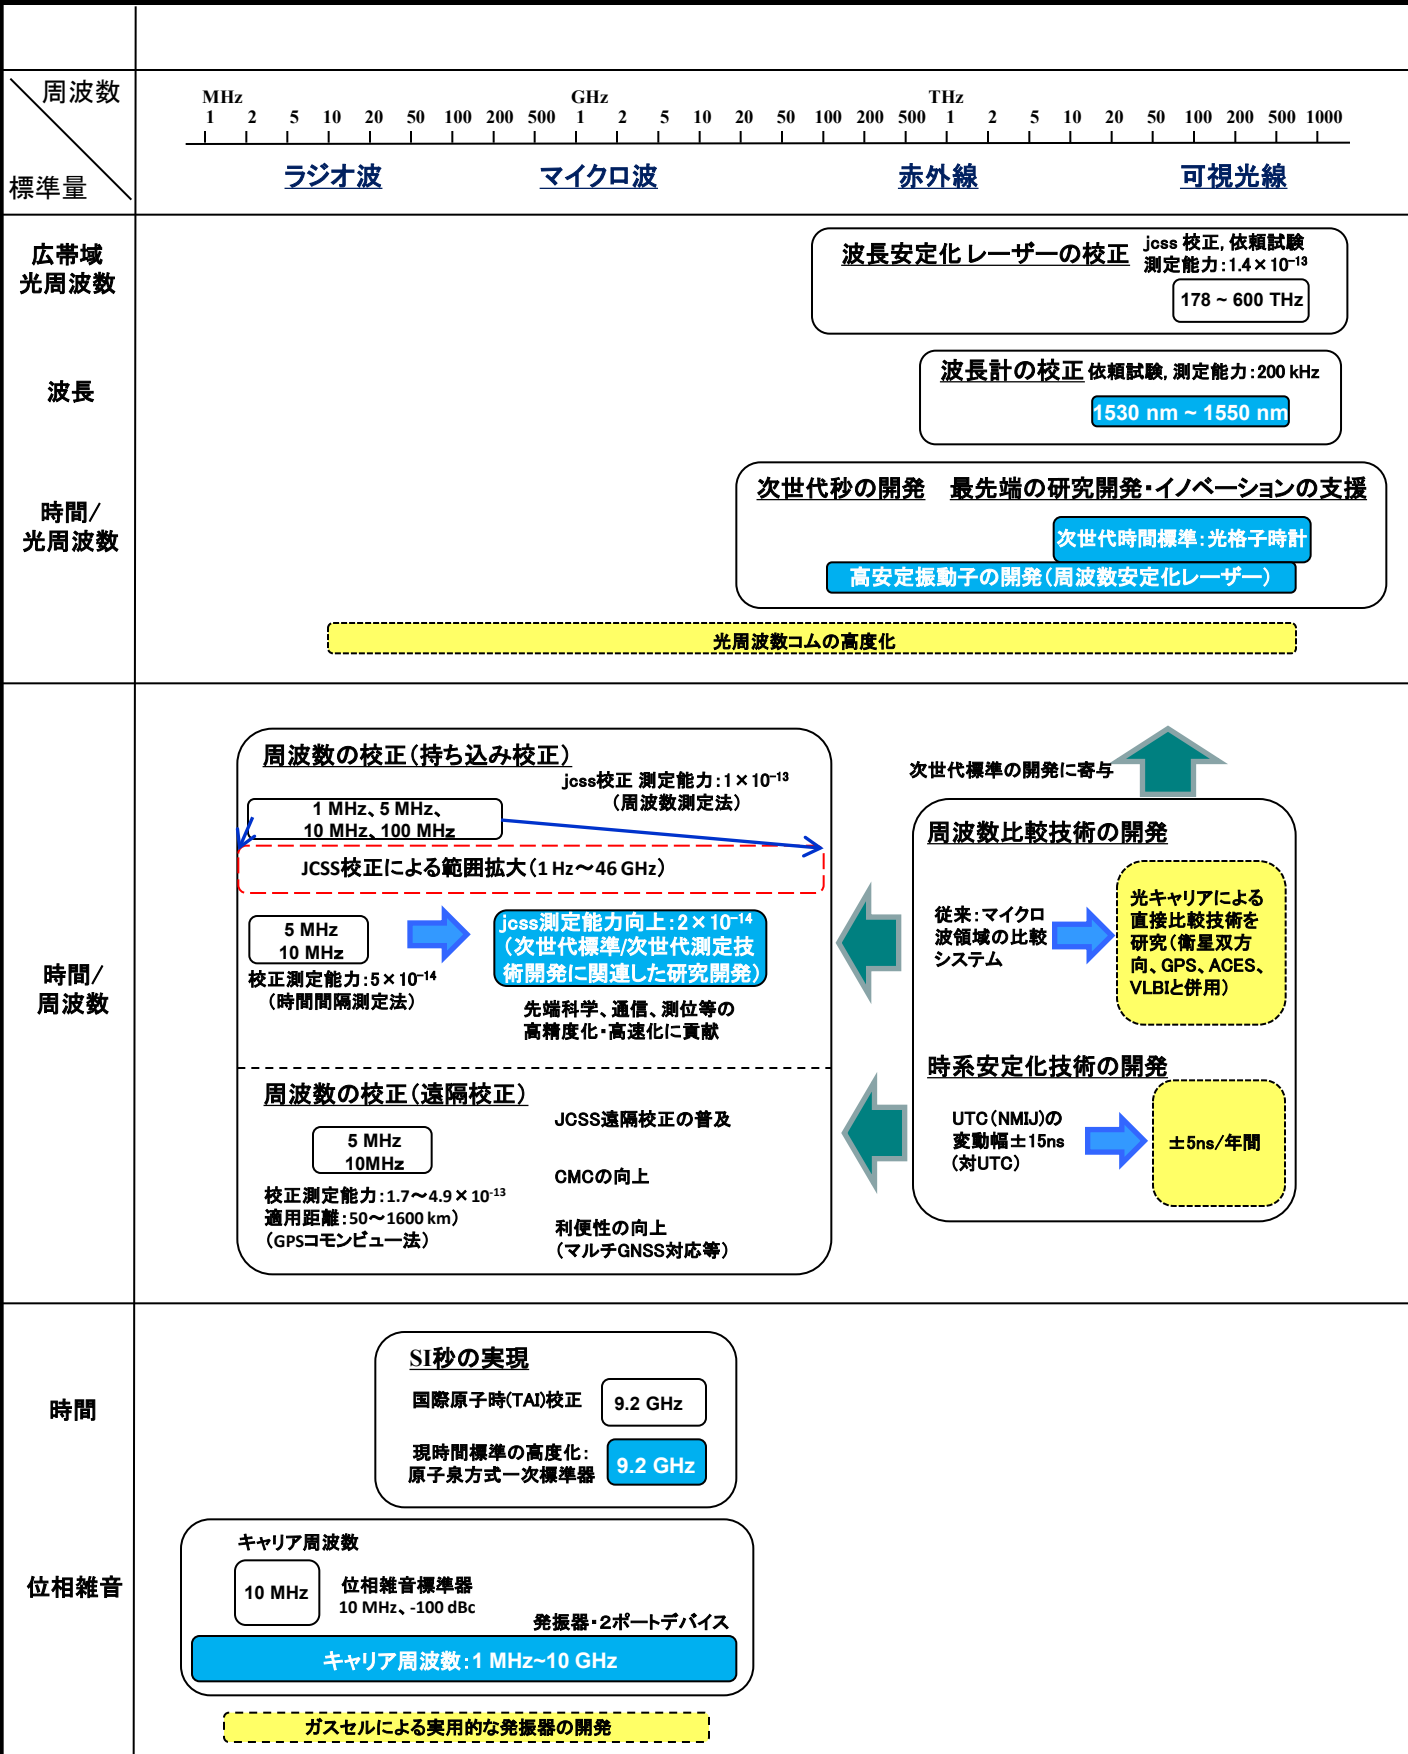 周波数
標準量
MHz
GHz
THz
1 2 5 10 20 50 100 200 500 1 2 5 10 20 50 100 200 500 1 2 5 10 20 50 100 200 500 1000
ラジオ波
マイクロ波
赤外線
可視光線
広帯域
光周波数
波長安定化レーザーの校正
jcss 校正, 依頼試験
測定能力:1.4×10⁻¹³
178 ~ 600 THz
波長
波長計の校正 依頼試験, 測定能力:200 kHz
1530 nm ~ 1550 nm
時間/
光周波数
次世代秒の開発 最先端の研究開発・イノベーションの支援
次世代時間標準:光格子時計
高安定振動子の開発(周波数安定化レーザー)
光周波数コムの高度化
時間/
周波数
周波数の校正(持ち込み校正)
jcss校正 測定能力:1×10⁻¹³
(周波数測定法)
1 MHz、5 MHz、
10 MHz、100 MHz
JCSS校正による範囲拡大(1 Hz~46 GHz)
5 MHz
10 MHz
校正測定能力:5×10⁻¹⁴
(時間間隔測定法)
jcss測定能力向上:2×10⁻¹⁴
(次世代標準/次世代測定技
術開発に関連した研究開発)
先端科学、通信、測位等の
高精度化・高速化に貢献
周波数の校正(遠隔校正)
5 MHz
10MHz
校正測定能力:1.7~4.9×10⁻¹³
適用距離:50~1600 km)
(GPSコモンビュー法)
JCSS遠隔校正の普及
CMCの向上
利便性の向上
(マルチGNSS対応等)
次世代標準の開発に寄与
周波数比較技術の開発
従来:マイクロ
波領域の比較
システム
光キャリアによる
直接比較技術を
研究(衛星双方
向、GPS、ACES、
VLBIと併用)
時系安定化技術の開発
UTC(NMIJ)の
変動幅±15ns
(対UTC)
±5ns/年間
時間
SI秒の実現
国際原子時(TAI)校正
9.2 GHz
現時間標準の高度化:
原子泉方式一次標準器
9.2 GHz
位相雑音
キャリア周波数
10 MHz
位相雑音標準器
10 MHz、-100 dBc
発振器・2ポートデバイス
キャリア周波数:1 MHz~10 GHz
ガスセルによる実用的な発振器の開発